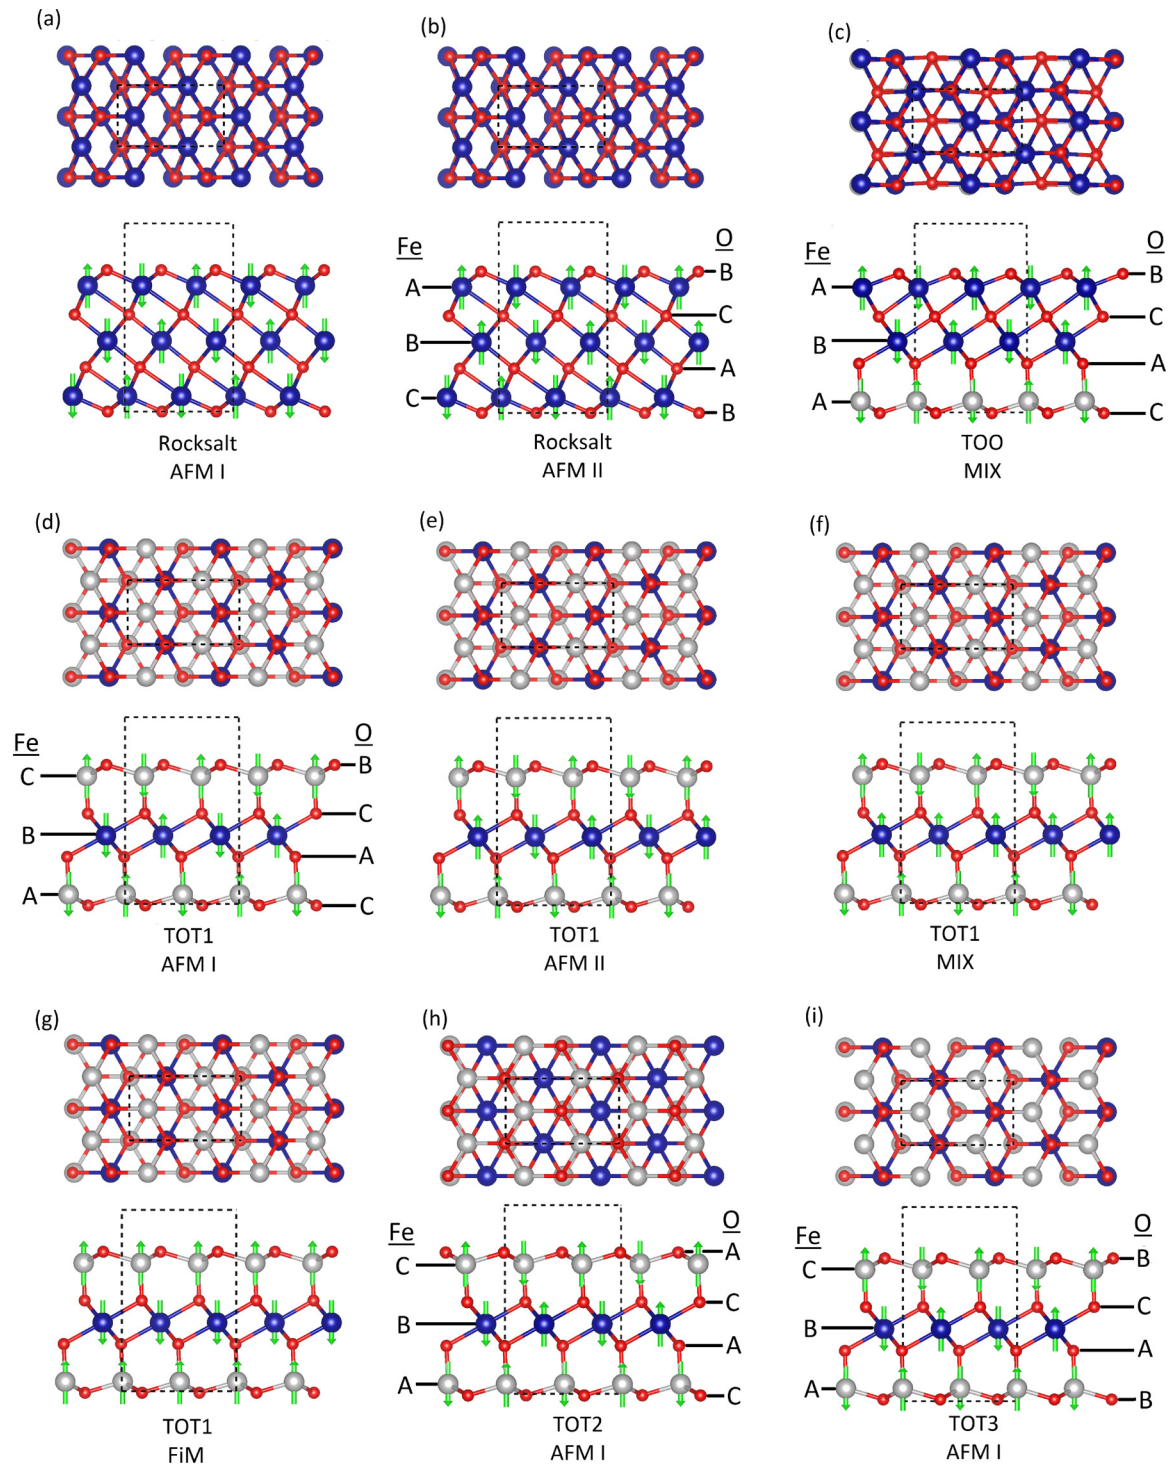 (a)
(b)
(c)
Fe
O
A
B
C
B
A
C
B
O
Fe
A
B
C
B
A
A
C
Rocksalt
AFM I
Rocksalt
AFM II
TOO
MIX
(d)
(e)
(f)
Fe
O
C
B
C
B
A
A
C
TOT1
AFM I
TOT1
AFM II
TOT1
MIX
(g)
(h)
(i)
Fe
O
C
A
C
B
A
A
C
Fe
O
C
B
C
B
A
A
B
TOT1
FiM
TOT2
AFM I
TOT3
AFM I